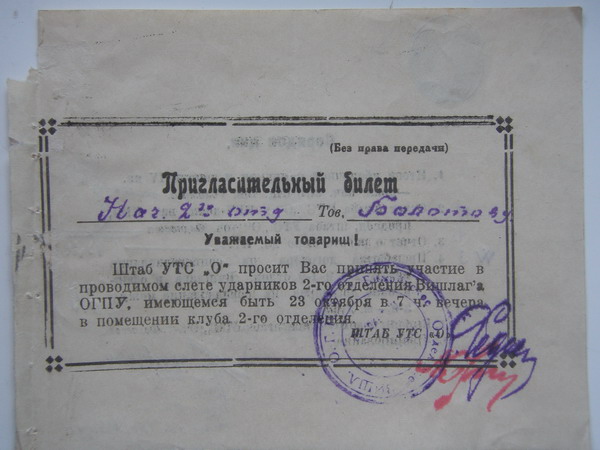 (Без права передачи)
Пригласительный билет
Нач 2го отд Тов. Болотову
Уважаемый товарищ!
Штаб УТС „О" просит Вас принять участие в
проводимом слете ударников 2-го отделения Вишлаг'а
ОГПУ, имеющемся быть 23 октября в 7 ч. вечера
в помещении клуба 2-го отделения.
ШТАБ УТС „О"